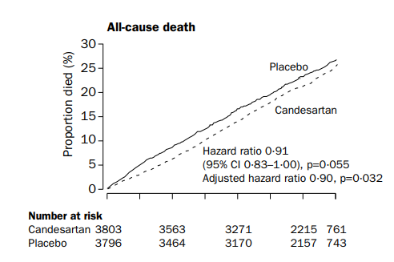 All-cause death
Proportion died (%)
30
25
20
15
10
5
0
Placebo
Candesartan
Hazard ratio 0·91
(95% CI 0·83–1·00), p=0·055
Adjusted hazard ratio 0·90, p=0·032
Number at risk
Candesartan 3803 3563 3271 2215 761
Placebo 3796 3464 3170 2157 743